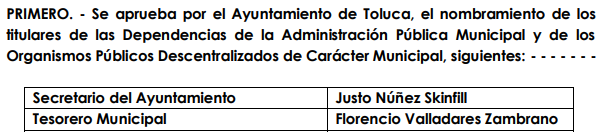 PRIMERO. - Se aprueba por el Ayuntamiento de Toluca, el nombramiento de los
titulares de las Dependencias de la Administración Pública Municipal y de los
Organismos Públicos Descentralizados de Carácter Municipal, siguientes: - - - - - - -
Secretario del Ayuntamiento Justo Núñez Skinfill
Tesorero Municipal Florencio Valladares Zambrano